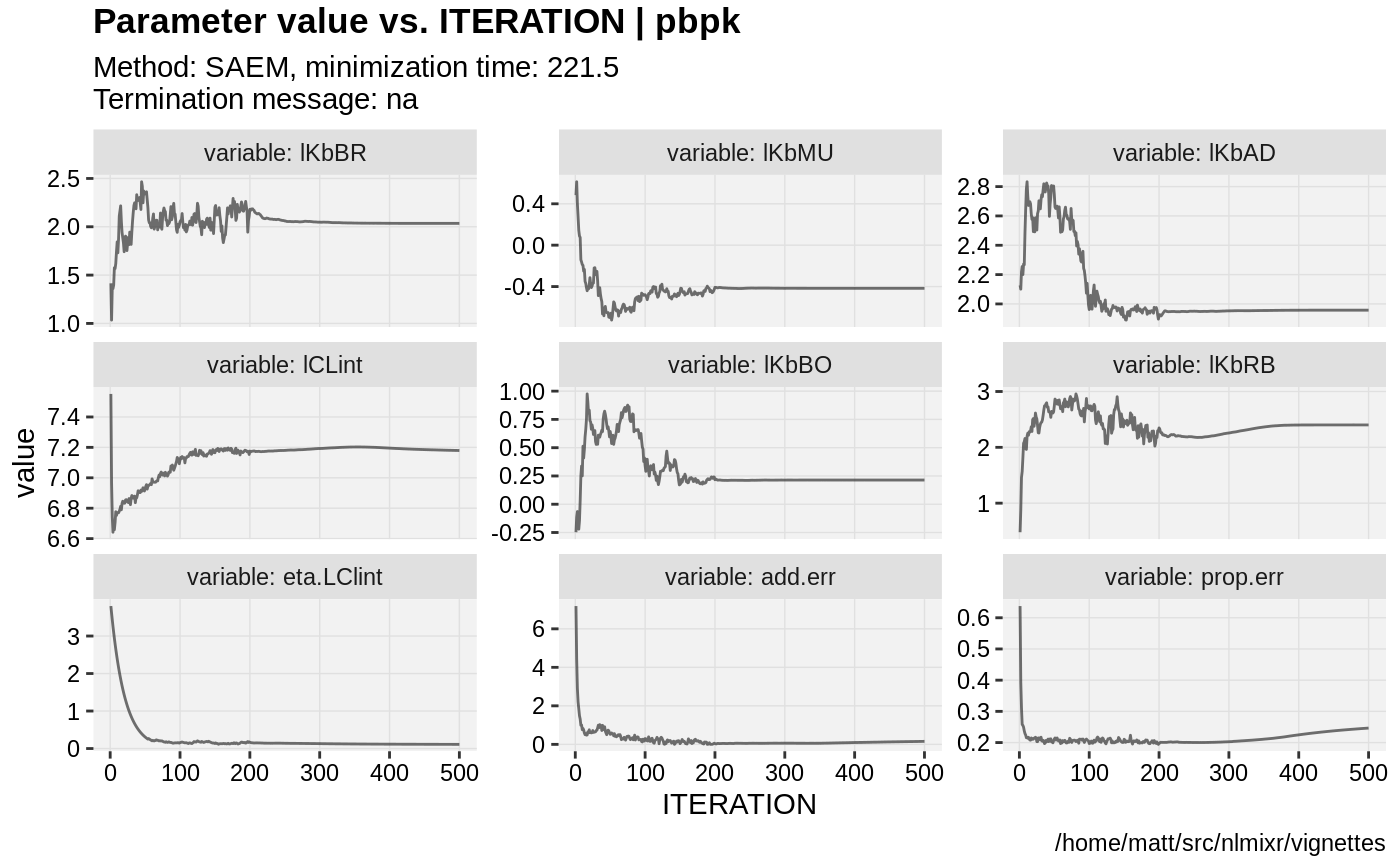 Parameter value vs. ITERATION | pbpk
Method: SAEM, minimization time: 221.5
Termination message: na
variable: lKbBR
variable: lKbMU
variable: lKbAD
2.5
2.0
1.5
1.0
0.4
0.0
-0.4
2.8
2.6
2.4
2.2
2.0
variable: lCLint
variable: lKbBO
variable: lKbRB
7.4
7.2
7.0
6.8
6.6
1.00
0.75
0.50
0.25
0.00
-0.25
3
2
1
variable: eta.LClint
variable: add.err
variable: prop.err
3
2
1
0
6
4
2
0
0.6
0.5
0.4
0.3
0.2
0 100 200 300 400 500
0 100 200 300 400 500
0 100 200 300 400 500
value
ITERATION
/home/matt/src/nlmixr/vignettes